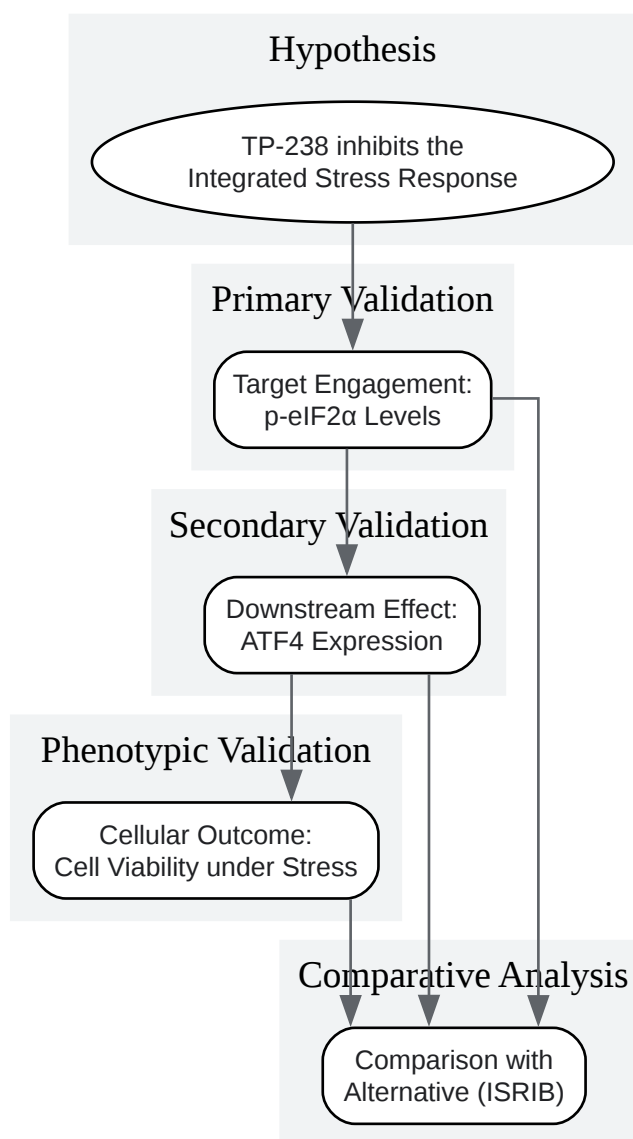 Hypothesis
TP-238 inhibits the
Integrated Stress Response
Primary Validation
Target Engagement:
p-eIF2α Levels
Secondary Validation
Downstream Effect:
ATF4 Expression
Phenotypic Validation
Cellular Outcome:
Cell Viability under Stress
Comparative Analysis
Comparison with
Alternative (ISRIB)